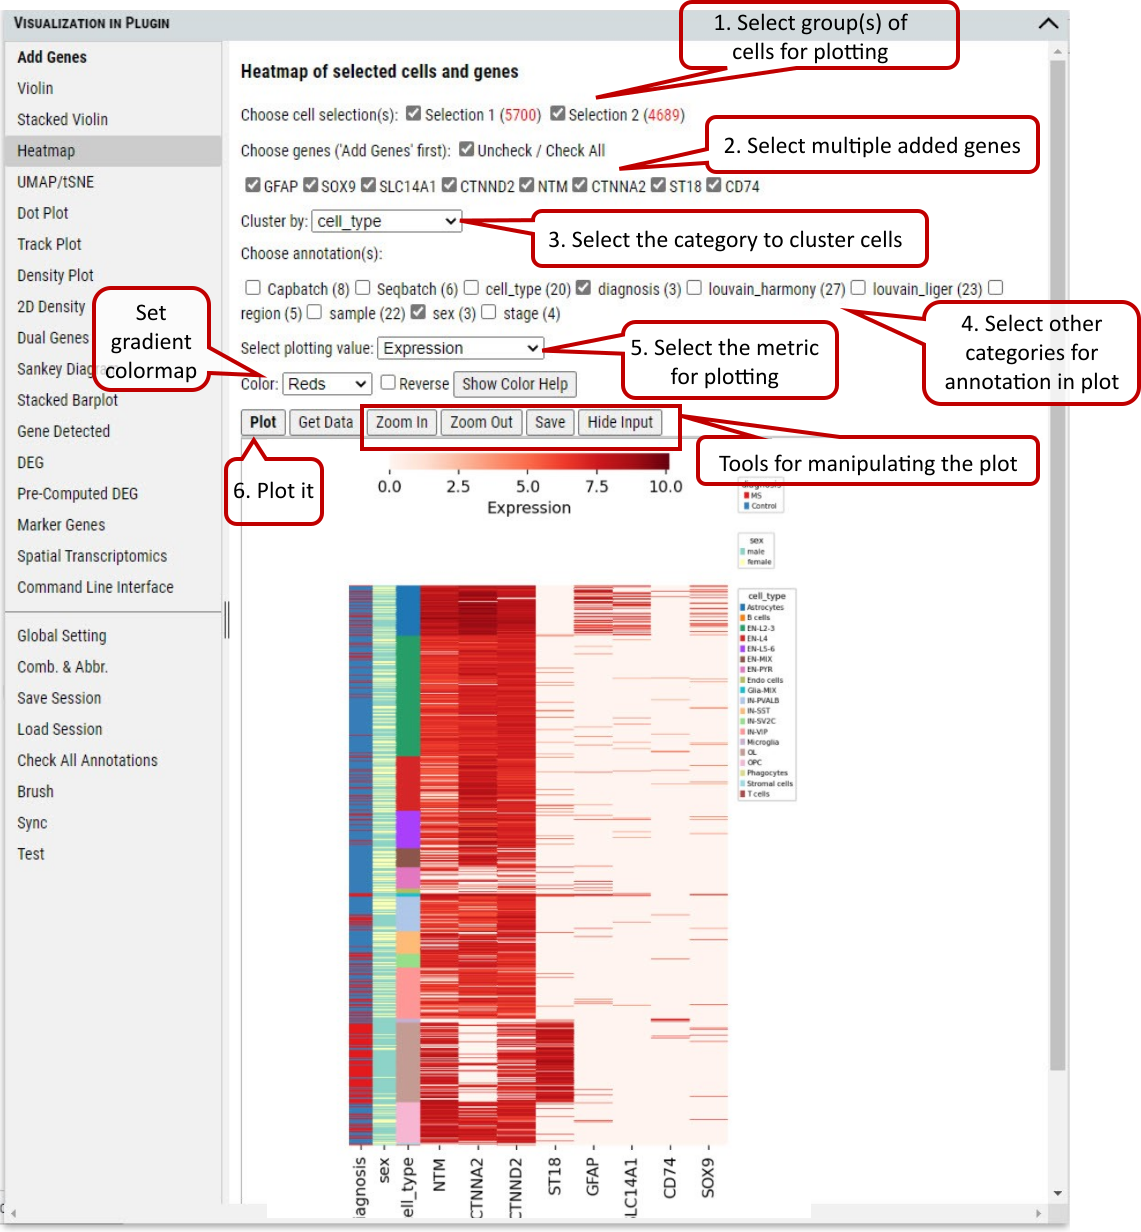 VISUALIZATION IN PLUGIN
1. Select group(s) of
cells for plotting
Add Genes
Violin
Stacked Violin
Heatmap
UMAP/tSNE
Dot Plot
Track Plot
Density Plot
2D Density
Dual Genes
Sankey Diagra
Stacked Barplot
Gene Detected
DEG
Pre-Computed DEG
Marker Genes
Spatial Transcriptomics
Command Line Interface
Global Setting
Comb. & Abbr.
Save Session
Load Session
Check All Annotations
Brush
Sync
Test
Heatmap of selected cells and genes
Choose cell selection(s): Selection 1 (5700) Selection 2 (4689)
2. Select multiple added genes
Choose genes ('Add Genes' first): Uncheck / Check All
GFAP SOX9 SLC14A1 CTNND2 NTM CTNNA2 ST18 CD74
Cluster by: cell_type
3. Select the category to cluster cells
Choose annotation(s):
Capbatch (8) Seqbatch (6) cell_type (20) diagnosis (3) louvain_harmony (27) louvain_liger (23)
region (5) sample (22) sex (3) stage (4)
Set
gradient
colormap
4. Select other
categories for
annotation in plot
Select plotting value: Expression
5. Select the metric
for plotting
Color: Reds Reverse Show Color Help
Plot Get Data Zoom In Zoom Out Save Hide Input
Tools for manipulating the plot
6. Plot it
0.0 2.5 5.0 7.5 10.0
Expression
diagnosis
MS
Control
sex
male
female
cell_type
Astrocytes
B cells
EN-L2-3
EN-L4
EN-L5-6
EN-MIX
EN-PYR
Endo cells
Glia-MIX
IN-PVALB
IN-SST
IN-SV2C
IN-VIP
Microglia
OL
OPC
Phagocytes
Stromal cells
T cells
iagnosis
sex
ell_type
NTM
CTNNA2
CTNND2
ST18
GFAP
SLC14A1
CD74
SOX9